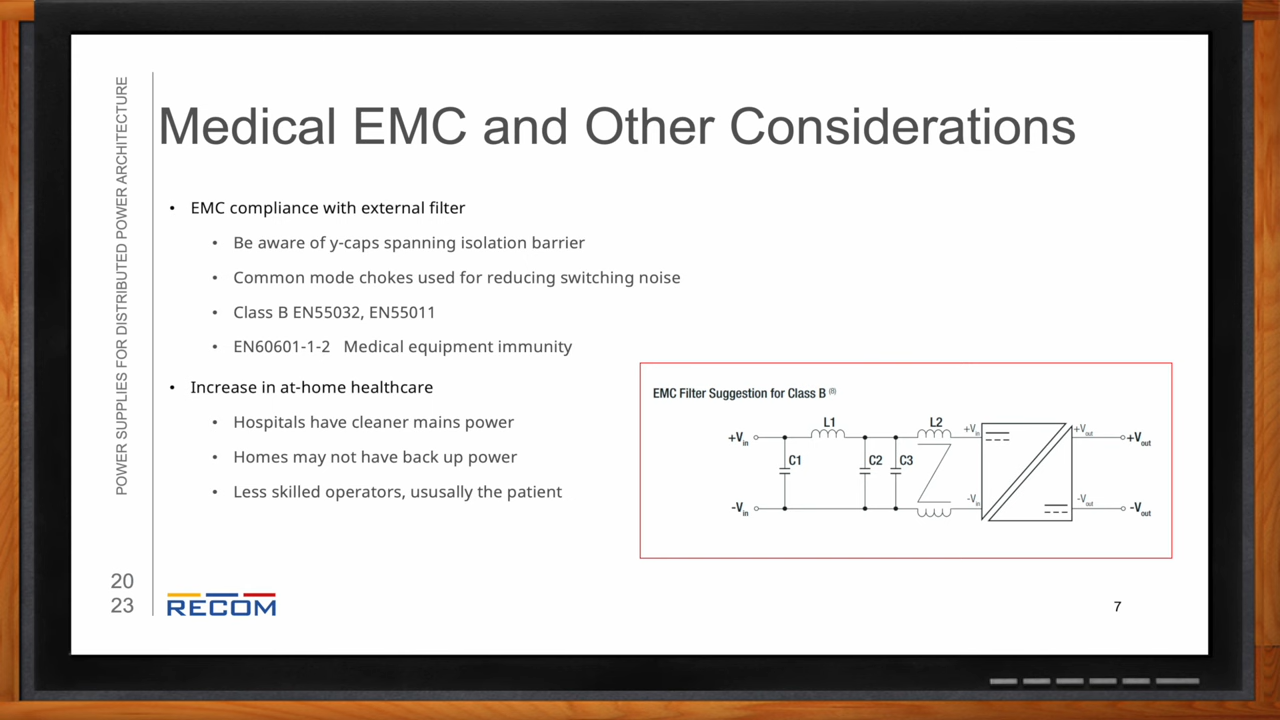 POWER SUPPLIES FOR DISTRIBUTED POWER ARCHITECTURE
Medical EMC and Other Considerations
• EMC compliance with external filter
• Be aware of y-caps spanning isolation barrier
• Common mode chokes used for reducing switching noise
• Class B EN55032, EN55011
• EN60601-1-2 Medical equipment immunity
• Increase in at-home healthcare
• Hospitals have cleaner mains power
• Homes may not have back up power
• Less skilled operators, ususally the patient
EMC Filter Suggestion for Class B (8)
L1
L2
+Vin
+Vin
+Vout
+Vout
C1
C2
C3
-Vin
-Vin
-Vout
-Vout
20
23
RECOM
7